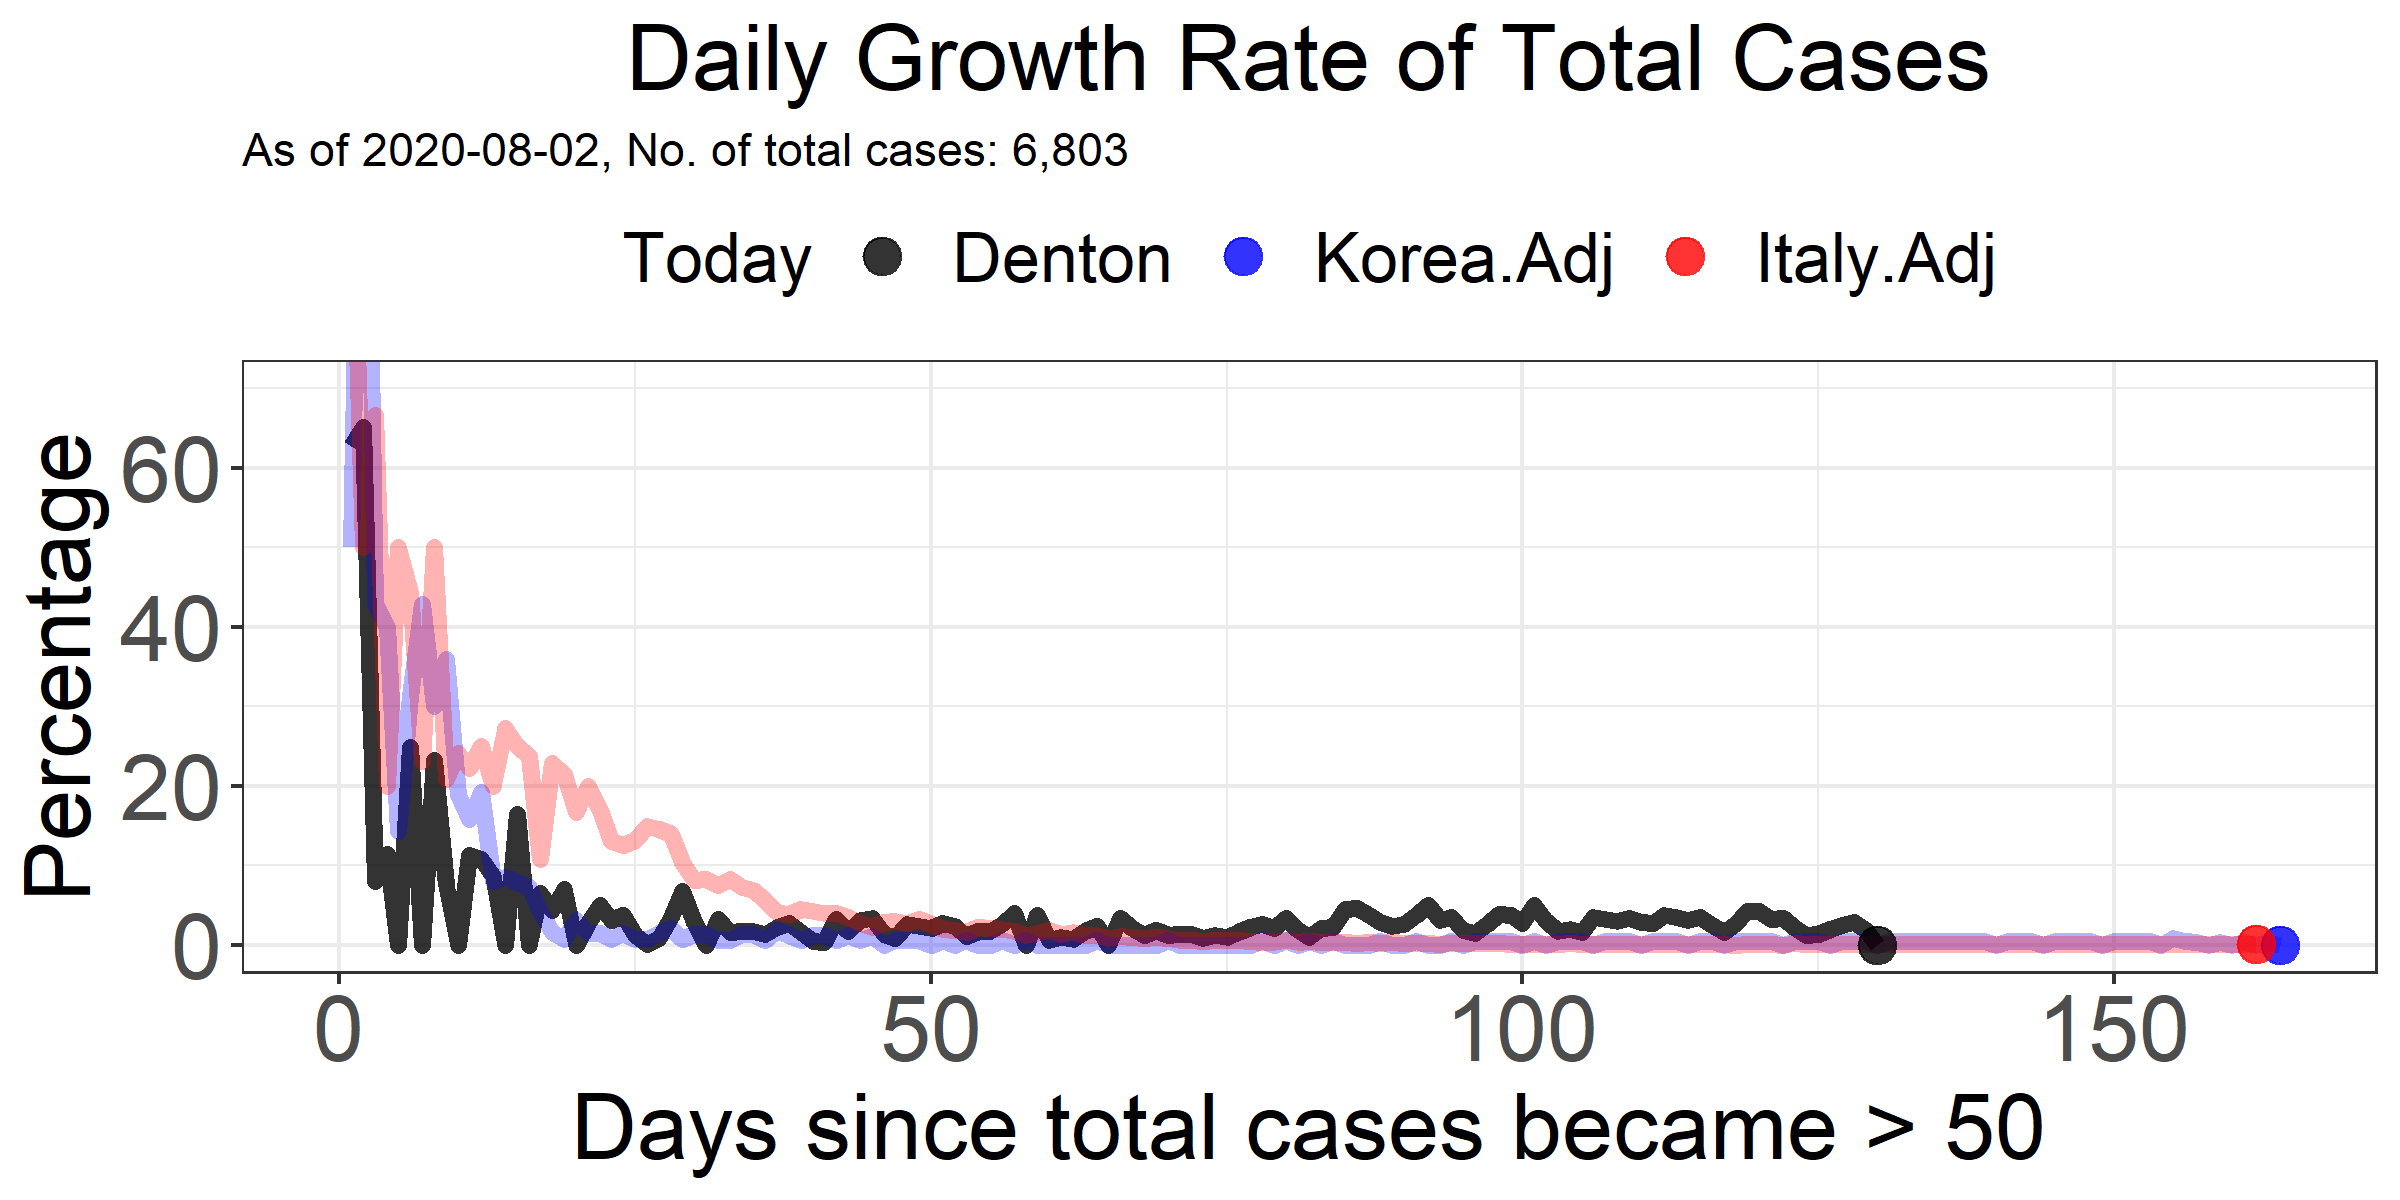 Daily Growth Rate of Total Cases
As of 2020-08-02, No. of total cases: 6,803
Today Denton Korea.Adj Italy.Adj
Percentage
60
40
20
0
0 50 100 150
Days since total cases became > 50